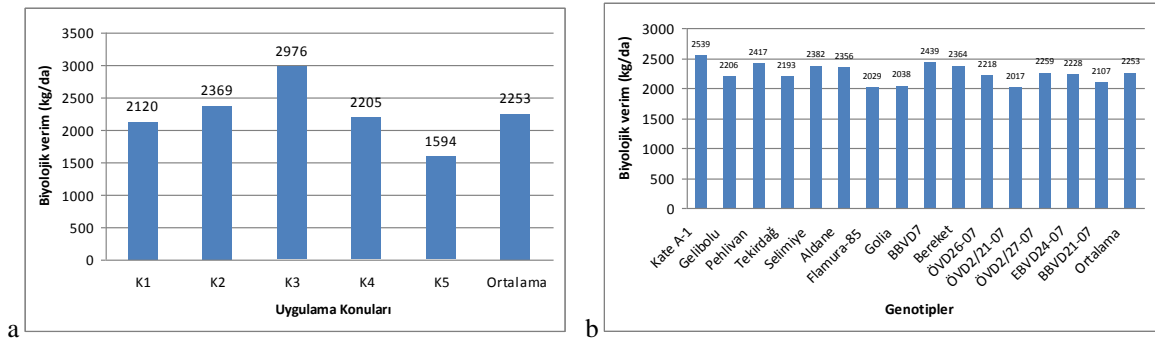 3500
3000
2500
2000
1500
1000
500
0
Biyolojik verim (kg/da)
2120
2369
2976
2205
1594
2253
K1 K2 K3 K4 K5 Ortalama
Uygulama Konuları
a
3000
2500
2000
1500
1000
500
0
Biyolojik verim (kg/da)
2539
2206
2417
2193
2382
2356
2029
2038
2439
2364
2218
2017
2259
2228
2107
2253
Kate A-1
Gelibolu
Pehlivan
Tekirdağ
Selimiye
Aldane
Flamura-85
Golia
BBVD7
Bereket
ÖVD26-07
ÖVD2/21-07
ÖVD2/27-07
EBVD24-07
BBVD21-07
Ortalama
Genotipler
b